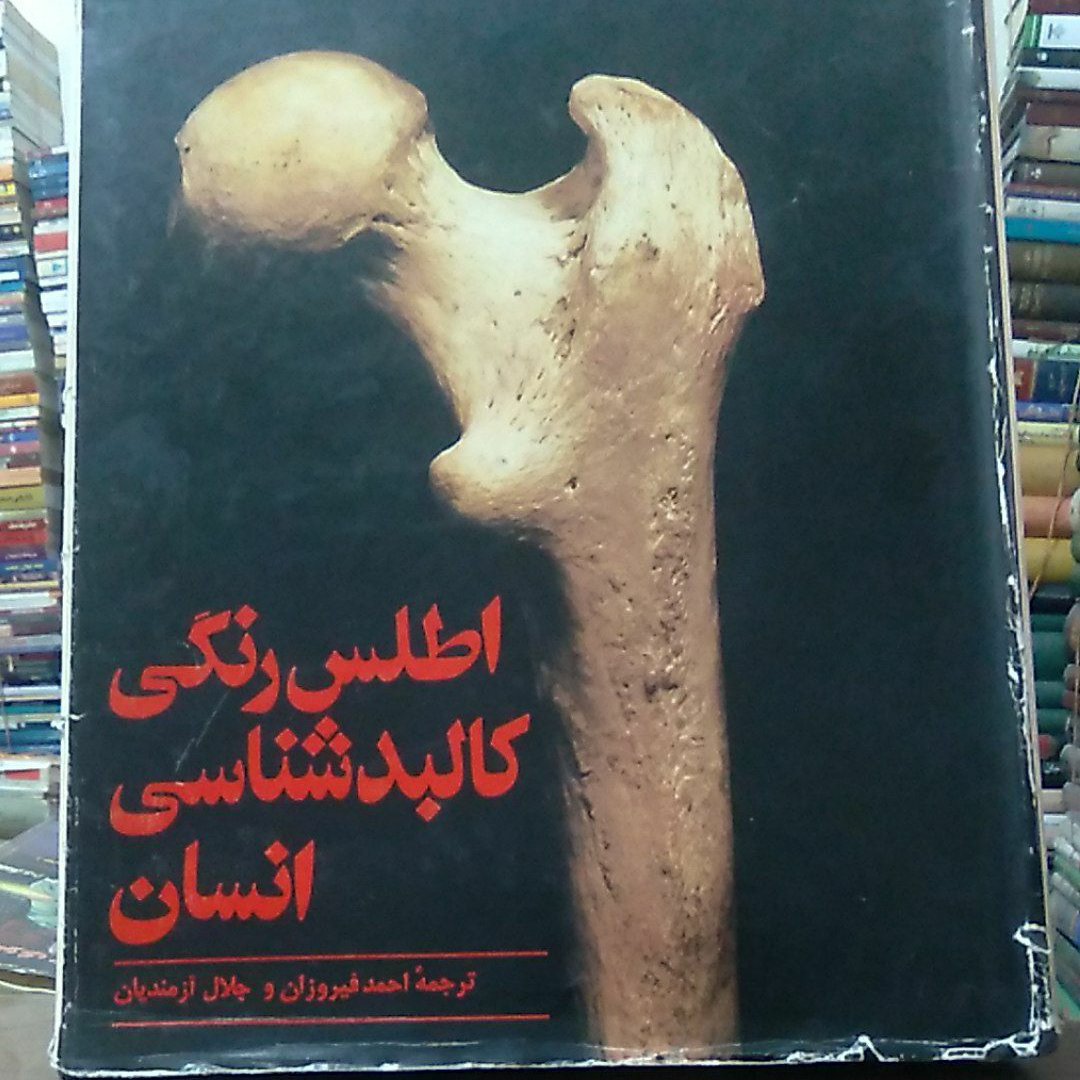 اطلس رنگی
کالبدشناسی
انسان
ترجمهٔ احمد فیروزان و جلال ازمندیان